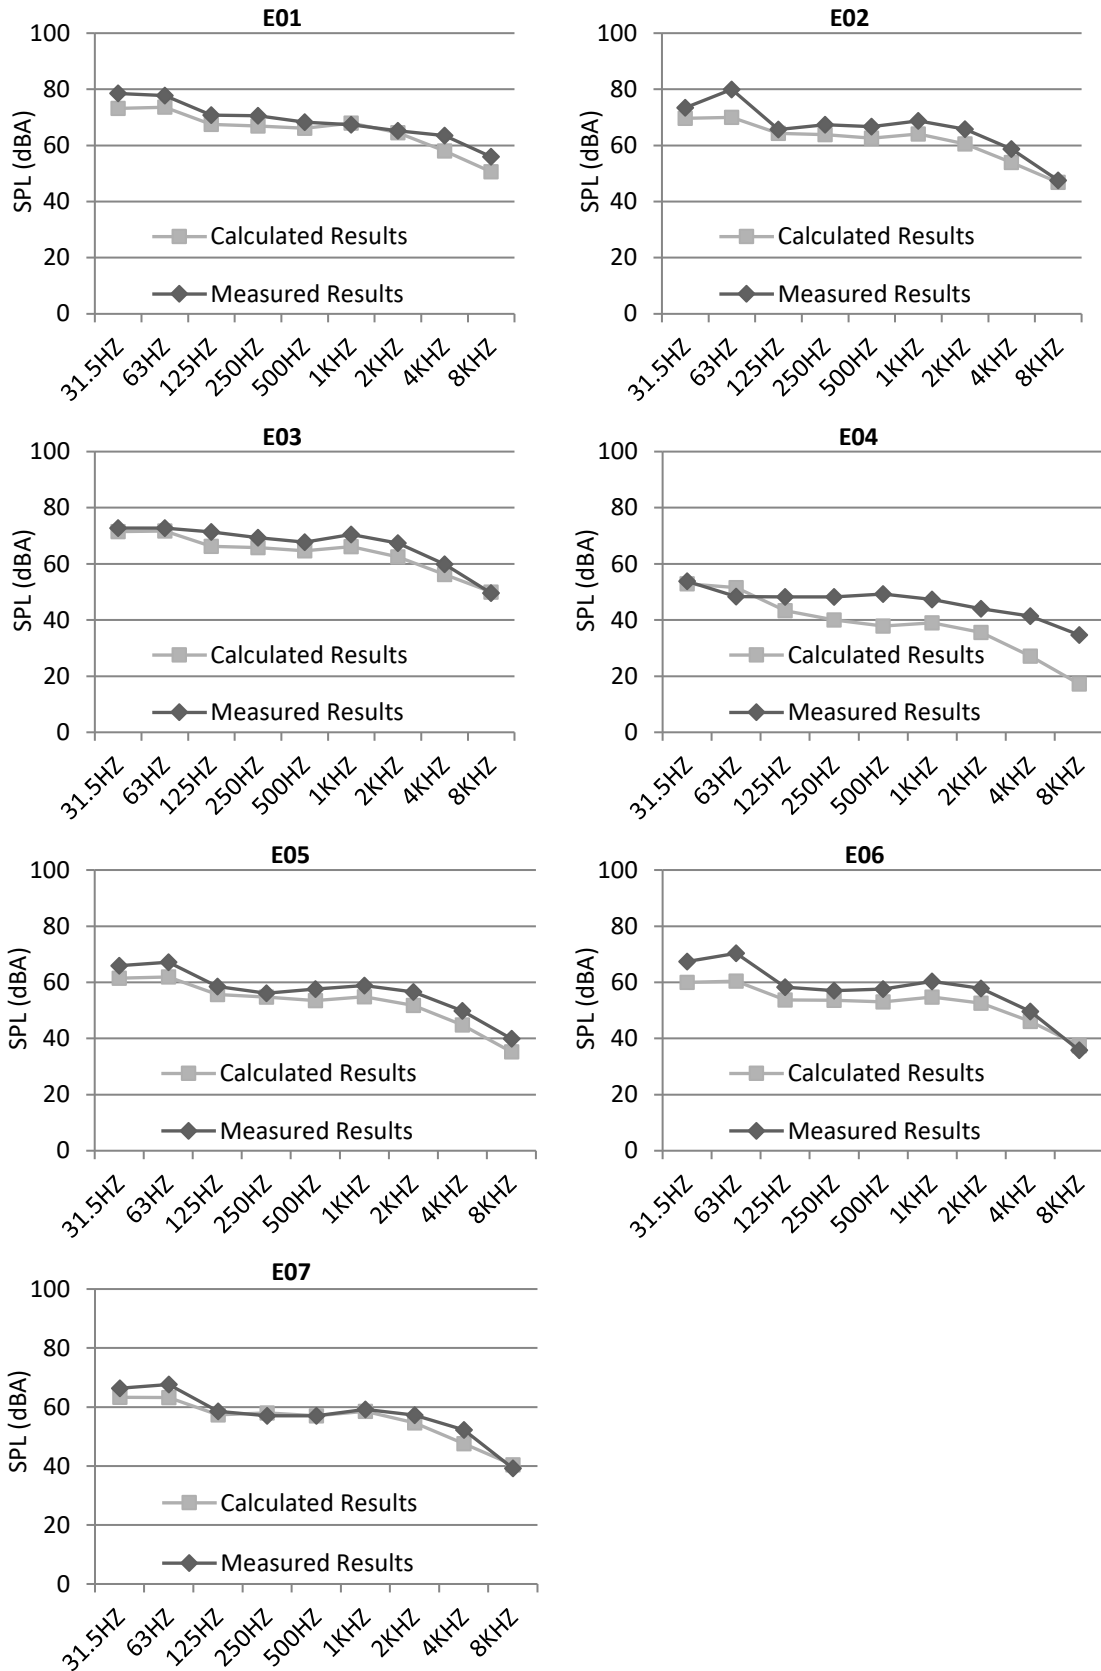 E01
100
80
60
40
20
0
SPL (dBA)
Calculated Results
Measured Results
31.5HZ
63HZ
125HZ
250HZ
500HZ
1KHZ
2KHZ
4KHZ
8KHZ
E02
100
80
60
40
20
0
SPL (dBA)
Calculated Results
Measured Results
31.5HZ
63HZ
125HZ
250HZ
500HZ
1KHZ
2KHZ
4KHZ
8KHZ
E03
100
80
60
40
20
0
SPL (dBA)
Calculated Results
Measured Results
31.5HZ
63HZ
125HZ
250HZ
500HZ
1KHZ
2KHZ
4KHZ
8KHZ
E04
100
80
60
40
20
0
SPL (dBA)
Calculated Results
Measured Results
31.5HZ
63HZ
125HZ
250HZ
500HZ
1KHZ
2KHZ
4KHZ
8KHZ
E05
100
80
60
40
20
0
SPL (dBA)
Calculated Results
Measured Results
31.5HZ
63HZ
125HZ
250HZ
500HZ
1KHZ
2KHZ
4KHZ
8KHZ
E06
100
80
60
40
20
0
SPL (dBA)
Calculated Results
Measured Results
31.5HZ
63HZ
125HZ
250HZ
500HZ
1KHZ
2KHZ
4KHZ
8KHZ
E07
100
80
60
40
20
0
SPL (dBA)
Calculated Results
Measured Results
31.5HZ
63HZ
125HZ
250HZ
500HZ
1KHZ
2KHZ
4KHZ
8KHZ